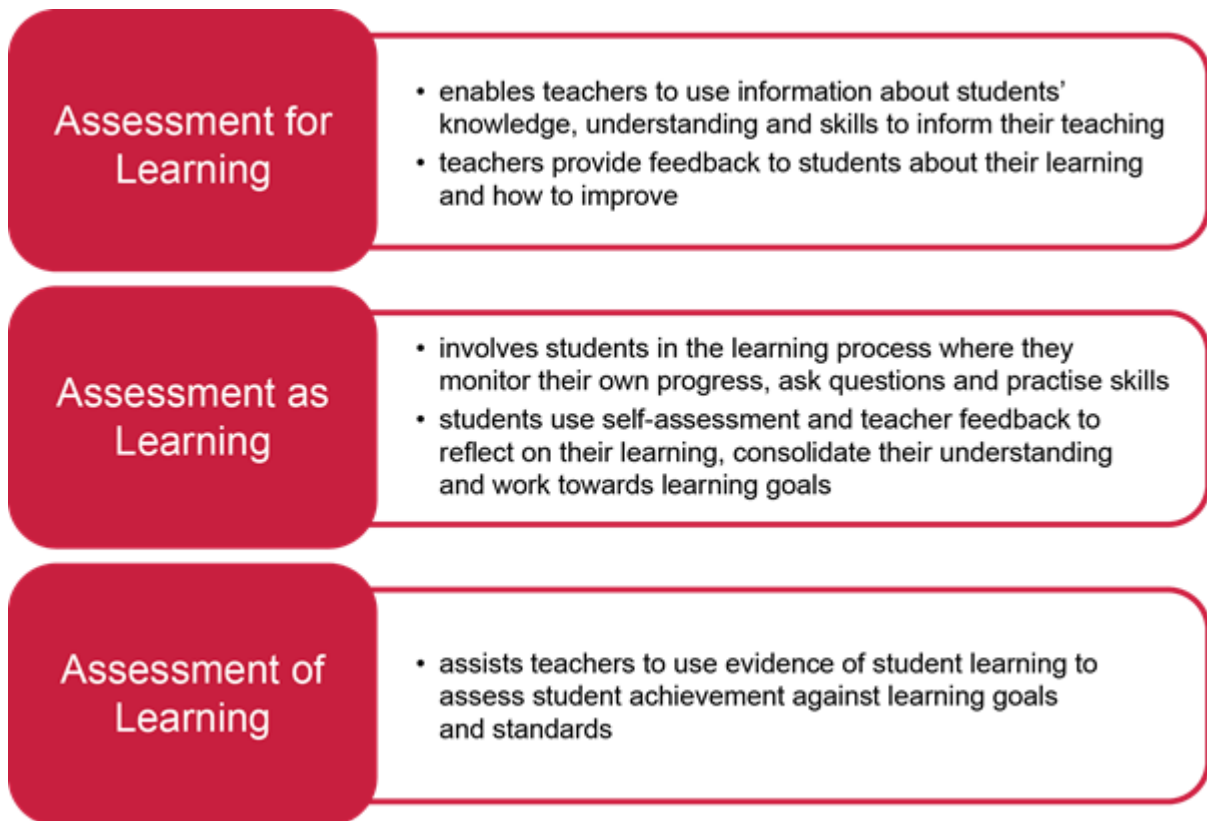 Assessment for
Learning
• enables teachers to use information about students’
knowledge, understanding and skills to inform their teaching
• teachers provide feedback to students about their learning
and how to improve
Assessment as
Learning
• involves students in the learning process where they
monitor their own progress, ask questions and practise skills
• students use self-assessment and teacher feedback to
reflect on their learning, consolidate their understanding
and work towards learning goals
Assessment of
Learning
• assists teachers to use evidence of student learning to
assess student achievement against learning goals
and standards